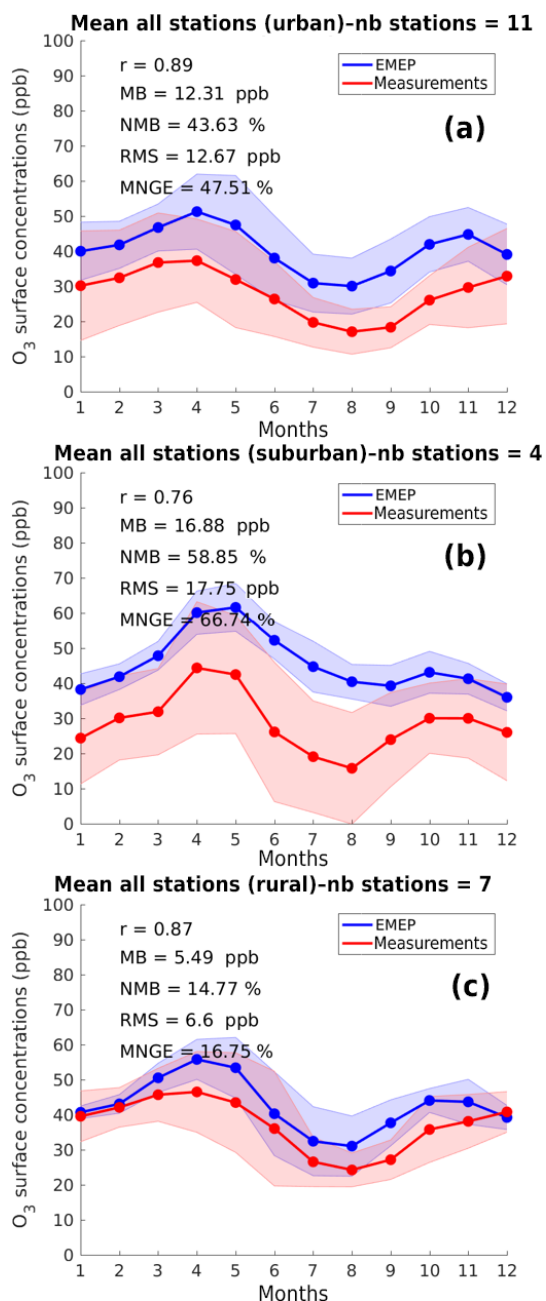 Mean all stations (urban)–nb stations = 11
O3 surface concentrations (ppb)
100
90
80
70
60
50
40
30
20
10
0
r = 0.89
MB = 12.31 ppb
NMB = 43.63 %
RMS = 12.67 ppb
MNGE = 47.51 %
EMEP
Measurements
(a)
1 2 3 4 5 6 7 8 9 10 11 12
Months
Mean all stations (suburban)–nb stations = 4
O3 surface concentrations (ppb)
100
90
80
70
60
50
40
30
20
10
0
r = 0.76
MB = 16.88 ppb
NMB = 58.85 %
RMS = 17.75 ppb
MNGE = 66.74 %
EMEP
Measurements
(b)
1 2 3 4 5 6 7 8 9 10 11 12
Months
Mean all stations (rural)–nb stations = 7
O3 surface concentrations (ppb)
100
90
80
70
60
50
40
30
20
10
0
r = 0.87
MB = 5.49 ppb
NMB = 14.77 %
RMS = 6.6 ppb
MNGE = 16.75 %
EMEP
Measurements
(c)
1 2 3 4 5 6 7 8 9 10 11 12
Months